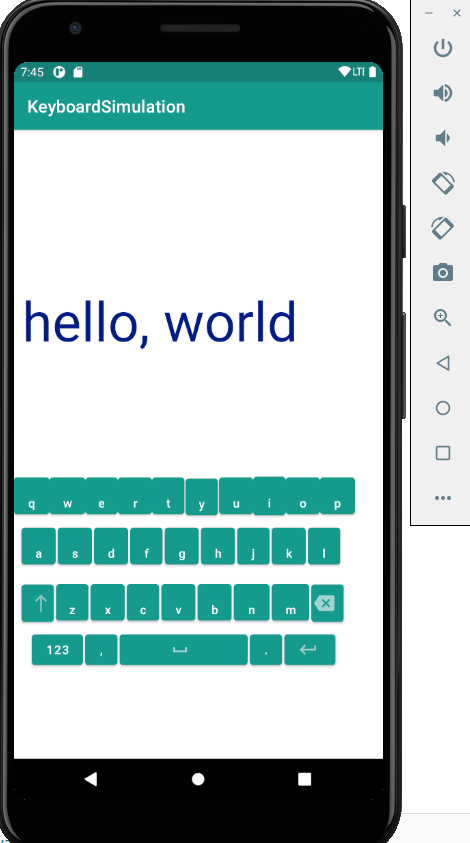 7:45 LTE
KeyboardSimulation
hello, world
q w e r t y u i o p
a s d f g h j k l
z x c v b n m
123 , .